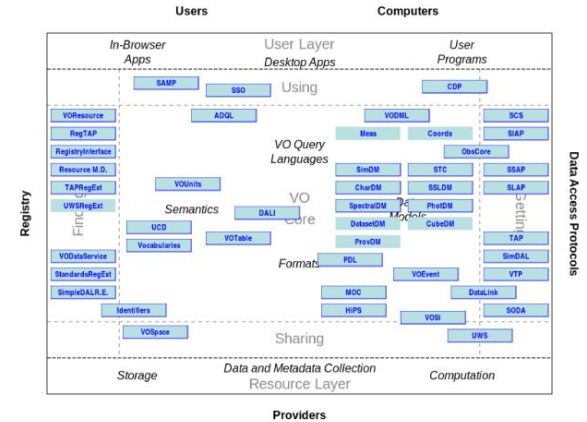 Users
Computers
In-Browser
Apps
User Layer
Desktop Apps
User
Programs
SAMP
SSO
Using
CDP
VOResource
ADQL
VODML
SCS
RegTAP
Meas
Coords
SIAP
RegistryInterface
VO Query
Languages
ObsCore
Resource M.D.
SimDM
STC
SSAP
TAPRegExt
VOUnits
CharDM
SSLDM
SLAP
UWSRegExt
Semantics
VO
Core
SpectralDM
PhotDM
Models
DALI
DatasetDM
CubeDM
UCD
VOTable
ProvDM
TAP
Vocabularies
VODataService
Formats
PDL
SimDAL
StandardsRegExt
VOEvent
VTP
SimpleDALR.E.
MOC
DataLink
Identifiers
HiPS
VOSI
SODA
VOSpace
Sharing
UWS
Storage
Data and Metadata Collection
Resource Layer
Computation
Providers
Registry
Data Access Protocols